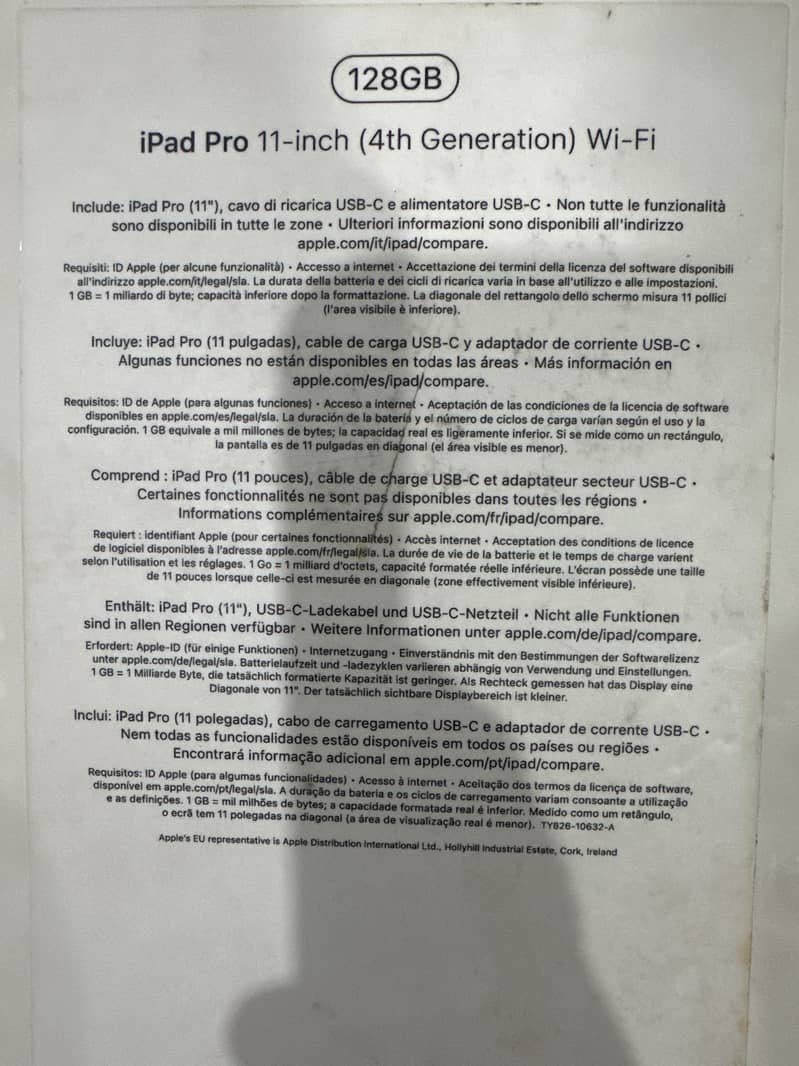 128GB
iPad Pro 11-inch (4th Generation) Wi-Fi
Include: iPad Pro (11"), cavo di ricarica USB-C e alimentatore USB-C • Non tutte le funzionalità
sono disponibili in tutte le zone • Ulteriori informazioni sono disponibili all'indirizzo
apple.com/it/ipad/compare.
Requisiti: ID Apple (per alcune funzionalità) • Accesso a internet • Accettazione dei termini della licenza del software disponibili
all'indirizzo apple.com/it/legal/sla. La durata della batteria e dei cicli di ricarica varia in base all'utilizzo e alle impostazioni.
1 GB = 1 miliardo di byte; capacità inferiore dopo la formattazione. La diagonale del rettangolo dello schermo misura 11 pollici
(l'area visibile è inferiore).
Incluye: iPad Pro (11 pulgadas), cable de carga USB-C y adaptador de corriente USB-C •
Algunas funciones no están disponibles en todas las áreas • Más información en
apple.com/es/ipad/compare.
Requisitos: ID de Apple (para algunas funciones) • Acceso a internet • Aceptación de las condiciones de la licencia de software
disponibles en apple.com/es/legal/sla. La duración de la batería y el número de ciclos de carga varían según el uso y la
configuración. 1 GB equivale a mil millones de bytes; la capacidad real es ligeramente inferior. Si se mide como un rectángulo,
la pantalla es de 11 pulgadas en diagonal (el área visible es menor).
Comprend : iPad Pro (11 pouces), câble de charge USB-C et adaptateur secteur USB-C •
Certaines fonctionnalités ne sont pas disponibles dans toutes les régions •
Informations complémentaires sur apple.com/fr/ipad/compare.
Requiert : identifiant Apple (pour certaines fonctionnalités) • Accès internet • Acceptation des conditions de licence
de logiciel disponibles à l'adresse apple.com/fr/legal/sla. La durée de vie de la batterie et le temps de charge varient
selon l'utilisation et les réglages. 1 Go = 1 milliard d'octets, capacité formatée réelle inférieure. L'écran possède une taille
de 11 pouces lorsque celle-ci est mesurée en diagonale (zone effectivement visible inférieure).
Enthält: iPad Pro (11"), USB-C-Ladekabel und USB-C-Netzteil • Nicht alle Funktionen
sind in allen Regionen verfügbar • Weitere Informationen unter apple.com/de/ipad/compare.
Erfordert: Apple-ID (für einige Funktionen) • Internetzugang • Einverständnis mit den Bestimmungen der Softwarelizenz
unter apple.com/de/legal/sla. Batterielaufzeit und -ladezyklen variieren abhängig von Verwendung und Einstellungen.
1 GB = 1 Milliarde Byte, die tatsächlich formatierte Kapazität ist geringer. Als Rechteck gemessen hat das Display eine
Diagonale von 11". Der tatsächlich sichtbare Displaybereich ist kleiner.
Inclui: iPad Pro (11 polegadas), cabo de carregamento USB-C e adaptador de corrente USB-C •
Nem todas as funcionalidades estão disponíveis em todos os países ou regiões •
Encontrará informação adicional em apple.com/pt/ipad/compare.
Requisitos: ID Apple (para algumas funcionalidades) • Acesso à internet • Aceitação dos termos da licença de software,
disponível em apple.com/pt/legal/sla. A duração da bateria e os ciclos de carregamento variam consoante a utilização
e as definições. 1 GB = mil milhões de bytes; a capacidade formatada real é inferior. Medido como um retângulo,
o ecrã tem 11 polegadas na diagonal (a área de visualização real é menor). TY826-10632-A
Apple's EU representative is Apple Distribution International Ltd., Hollyhill Industrial Estate, Cork, Ireland